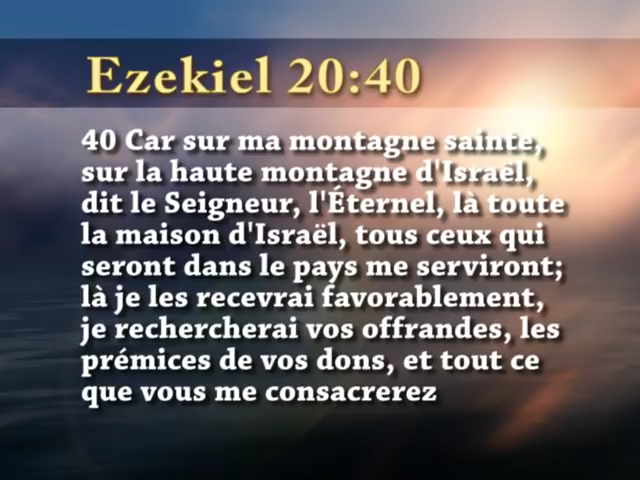 Ezekiel 20:40
40 Car sur ma montagne sainte,
sur la haute montagne d'Israël,
dit le Seigneur, l'Éternel, là toute
la maison d'Israël, tous ceux qui
seront dans le pays me serviront;
là je les recevrai favorablement,
je rechercherai vos offrandes, les
prémices de vos dons, et tout ce
que vous me consacrerez